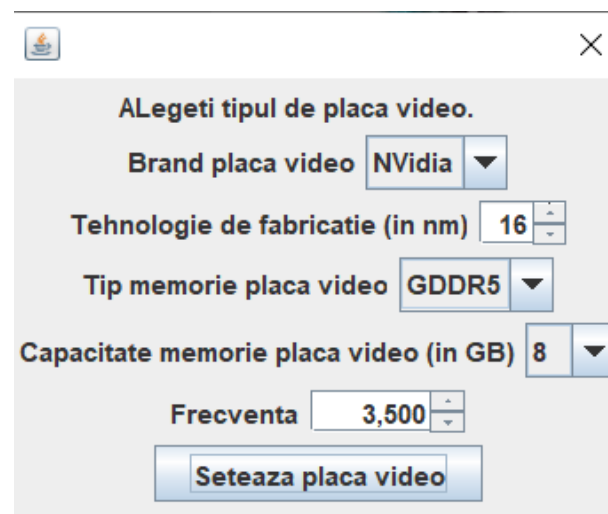 ALegeti tipul de placa video.
Brand placa video NVidia
Tehnologie de fabricatie (in nm) 16
Tip memorie placa video GDDR5
Capacitate memorie placa video (in GB) 8
Frecventa 3,500
Seteaza placa video